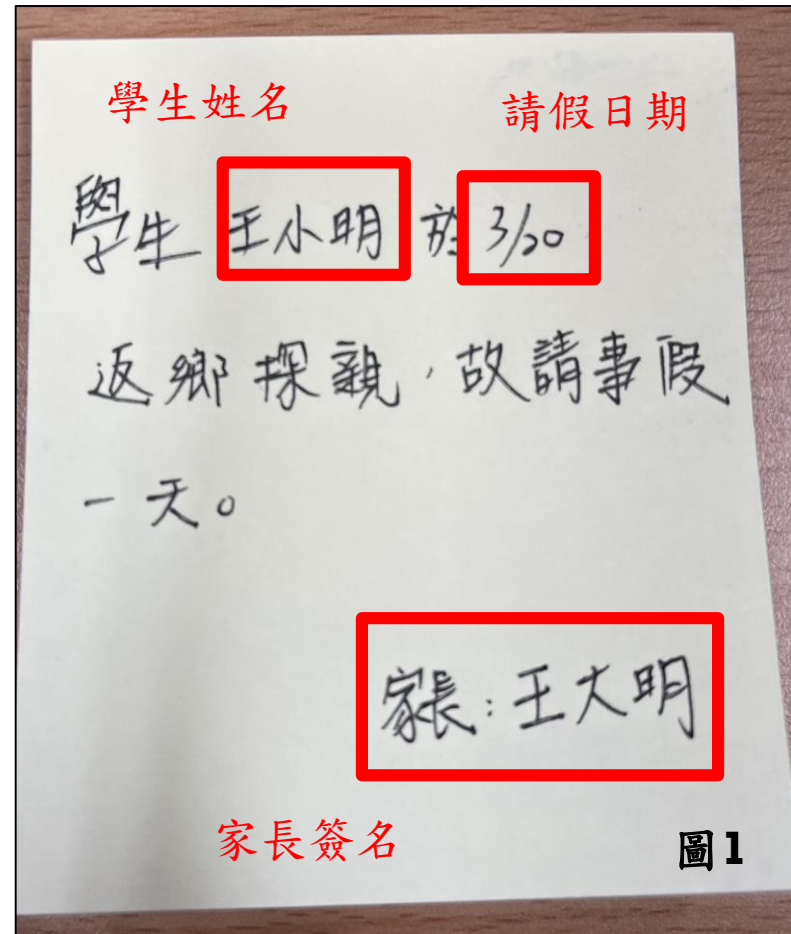 學生姓名 請假日期
學生 王小明 於 3/20
返鄉探親，故請事假
一天。
家長：王大明
家長簽名
圖1